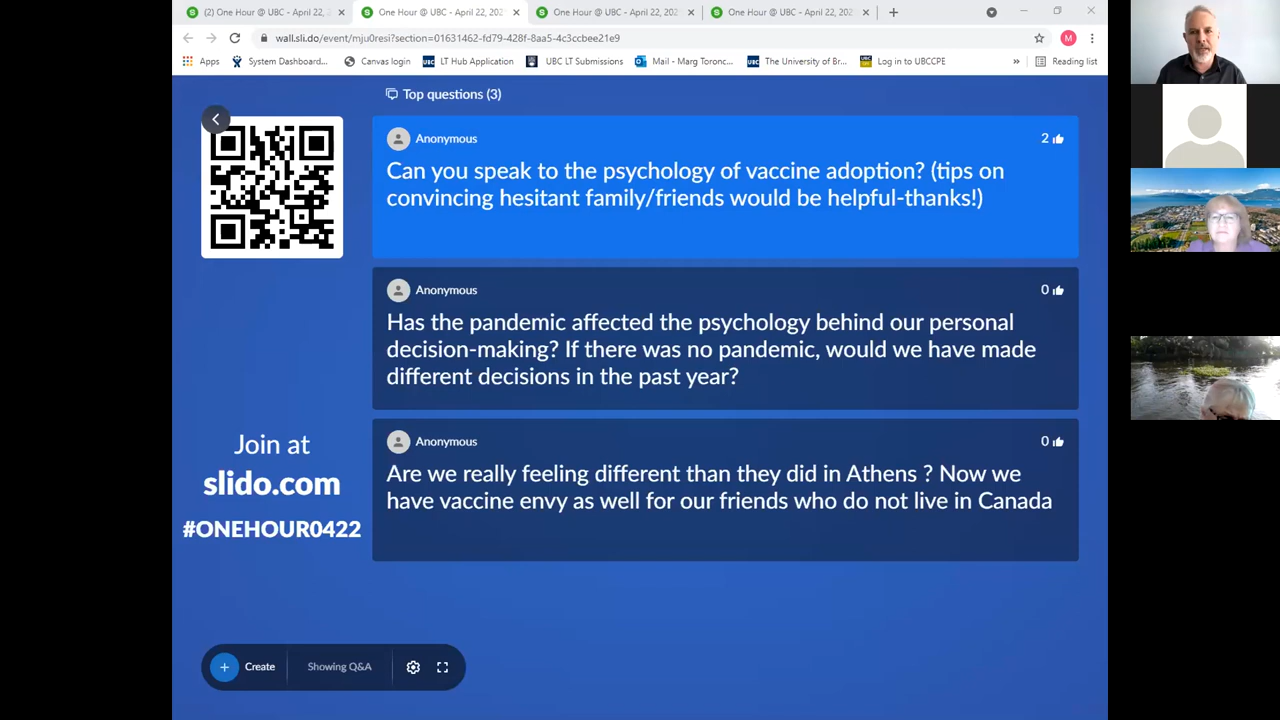 (2) One Hour @ UBC - April 22, 2
One Hour @ UBC - April 22, 202
One Hour @ UBC - April 22, 202
One Hour @ UBC - April 22, 202
wall.sli.do/event/mju0resi?section=01631462-fd79-428f-8aa5-4c3ccbee21e9
M
Apps
System Dashboard...
Canvas login
UBC LT Hub Application
UBC LT Submissions
Mail - Marg Toronc...
UBC The University of Br...
Log in to UBCCPE
»
Reading list
Top questions (3)
Anonymous
2
Can you speak to the psychology of vaccine adoption? (tips on
convincing hesitant family/friends would be helpful-thanks!)
Anonymous
0
Has the pandemic affected the psychology behind our personal
decision-making? If there was no pandemic, would we have made
different decisions in the past year?
Anonymous
0
Are we really feeling different than they did in Athens ? Now we
have vaccine envy as well for our friends who do not live in Canada
Join at
slido.com
#ONEHOUR0422
+ Create
Showing Q&A